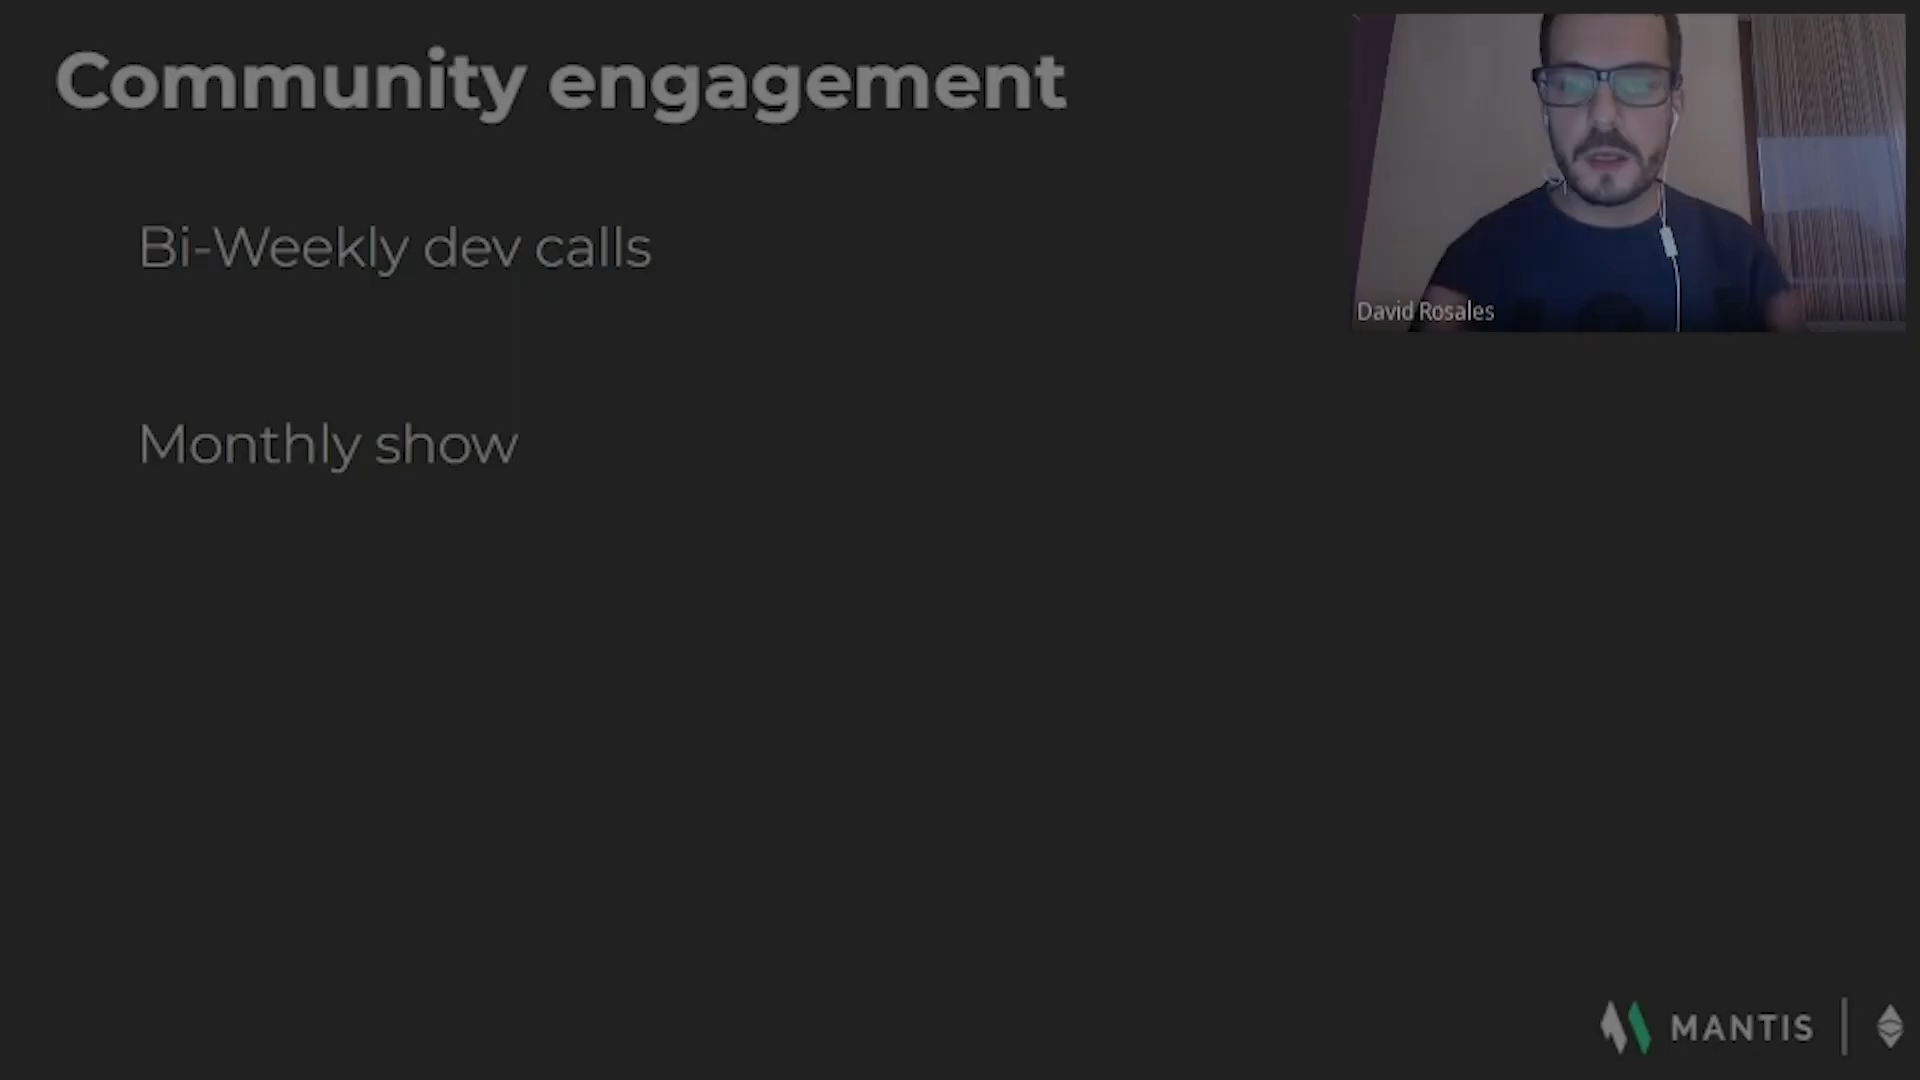 Community engagement
Bi-Weekly dev calls
David Rosales
Monthly show
MANTIS